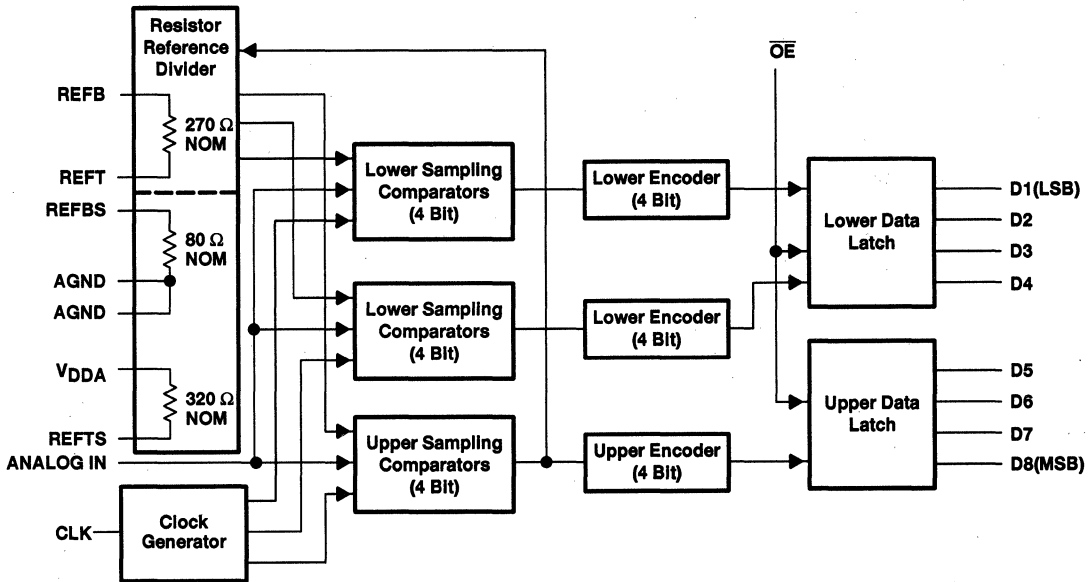 Resistor
Reference
Divider
REFB
270 Ω
NOM
REFT
REFBS
80 Ω
NOM
AGND
AGND
VDDA
320 Ω
NOM
REFTS
ANALOG IN
CLK
Clock
Generator
Lower Sampling
Comparators
(4 Bit)
Lower Sampling
Comparators
(4 Bit)
Upper Sampling
Comparators
(4 Bit)
Lower Encoder
(4 Bit)
Lower Encoder
(4 Bit)
Upper Encoder
(4 Bit)
OE
Lower Data
Latch
Upper Data
Latch
D1(LSB)
D2
D3
D4
D5
D6
D7
D8(MSB)